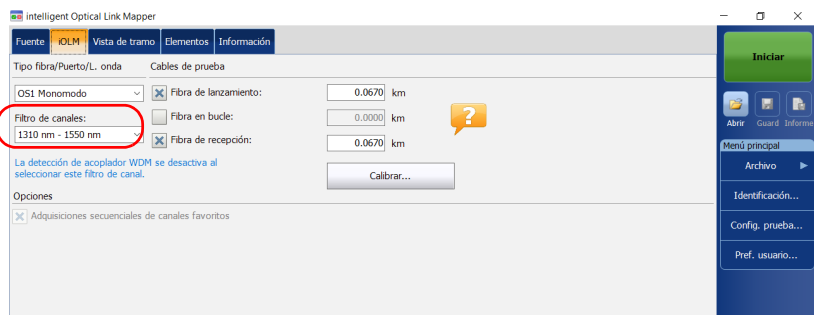 intelligent Optical Link Mapper
Fuente iOLM Vista de tramo Elementos Información
Tipo fibra/Puerto/L. onda Cables de prueba
OS1 Monomodo Fibra de lanzamiento: 0.0670 km
Filtro de canales: Fibra en bucle: 0.0000 km
1310 nm - 1550 nm Fibra de recepción: 0.0670 km
La detección de acoplador WDM se desactiva al
seleccionar este filtro de canal.
Calibrar...
Opciones
Adquisiciones secuenciales de canales favoritos
Iniciar
Abrir Guard Informe
Menú principal
Archivo
Identificación...
Config. prueba...
Pref. usuario...